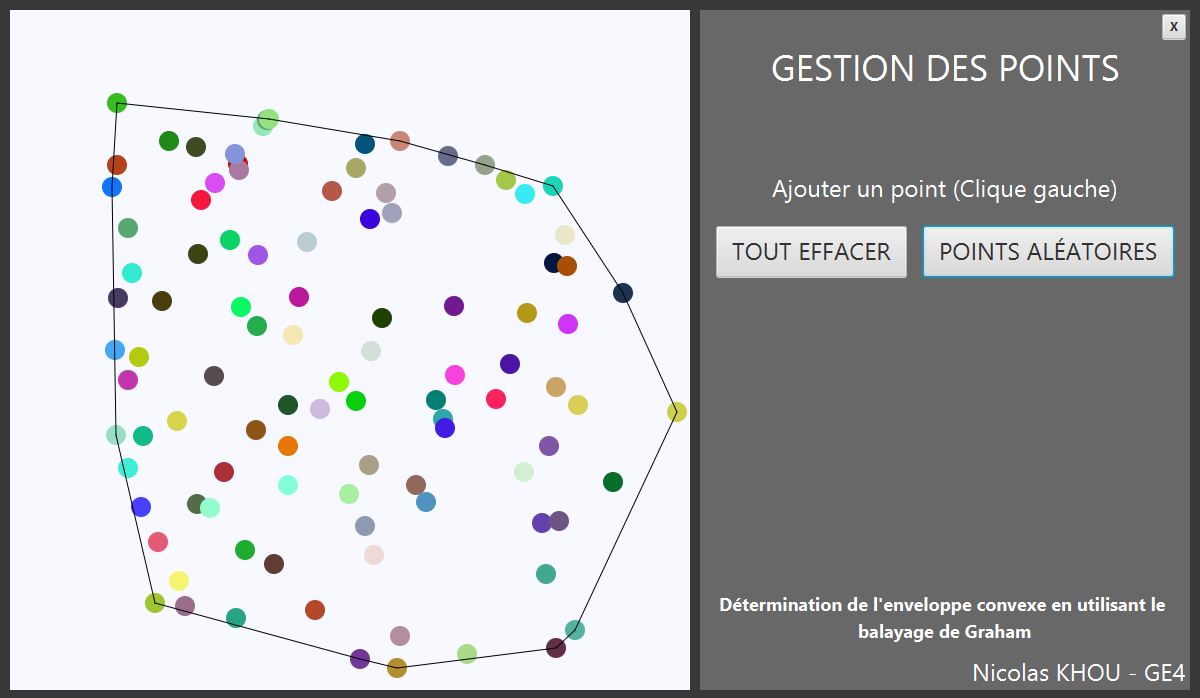 X
GESTION DES POINTS
Ajouter un point (Clique gauche)
TOUT EFFACER
POINTS ALÉATOIRES
Détermination de l'enveloppe convexe en utilisant le
balayage de Graham
Nicolas KHOU - GE4